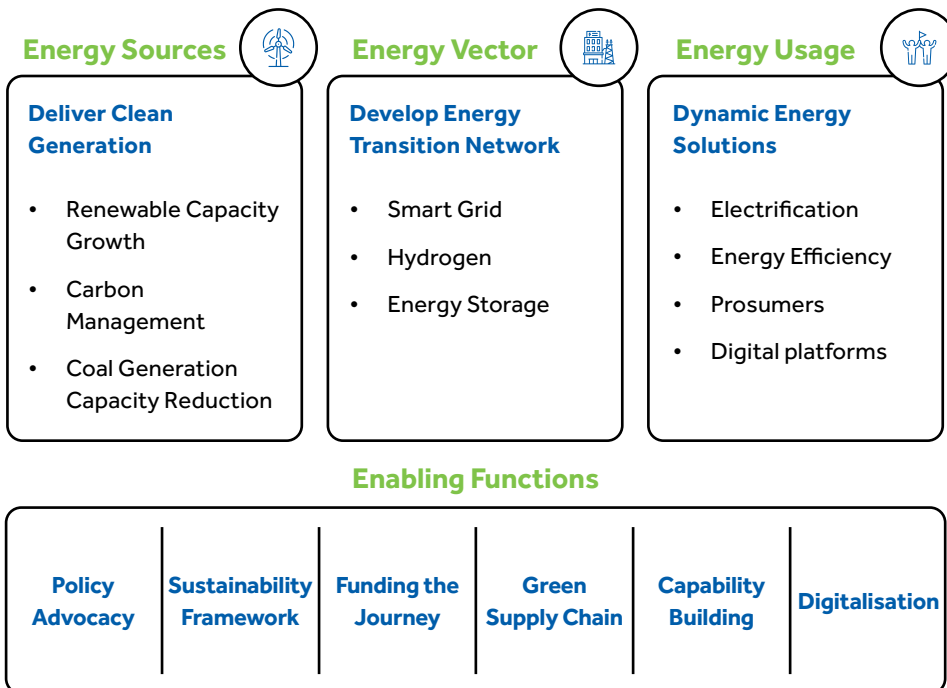 Energy Sources
Deliver Clean
Generation
• Renewable Capacity
Growth
• Carbon
Management
• Coal Generation
Capacity Reduction
Energy Vector
Develop Energy
Transition Network
• Smart Grid
• Hydrogen
• Energy Storage
Energy Usage
Dynamic Energy
Solutions
• Electrification
• Energy Efficiency
• Prosumers
• Digital platforms
Enabling Functions
Policy
Advocacy
Sustainability
Framework
Funding the
Journey
Green
Supply Chain
Capability
Building
Digitalisation